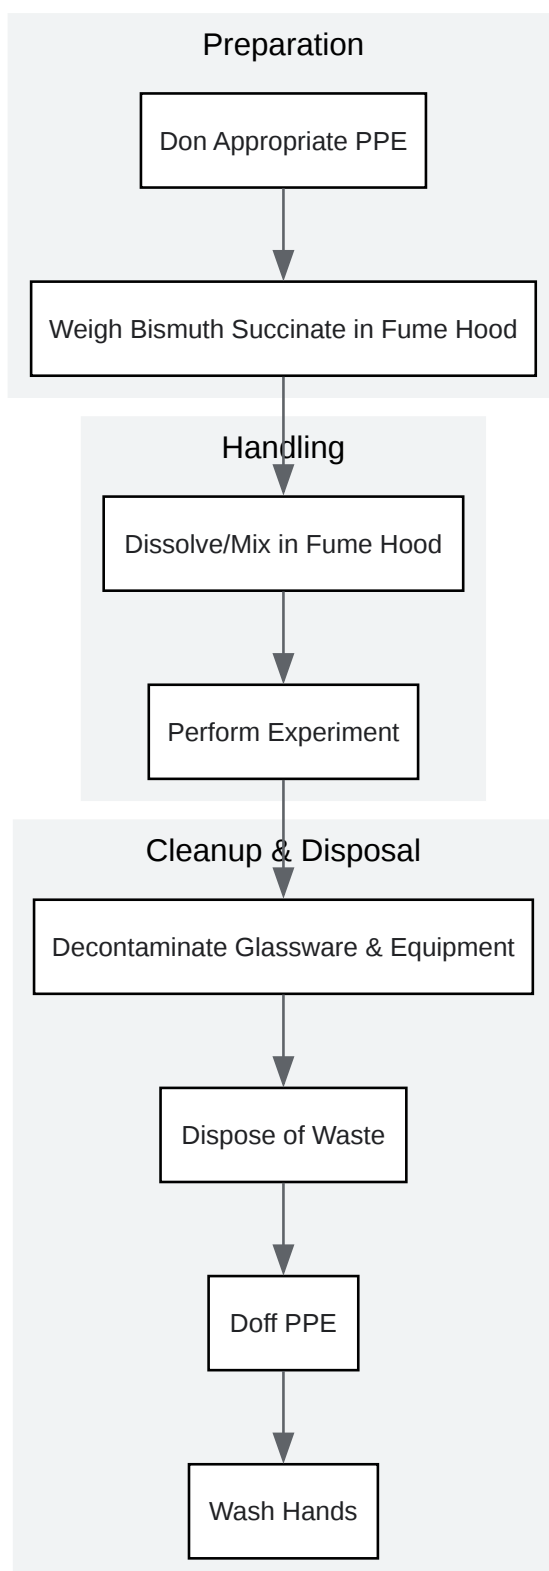 Preparation
Don Appropriate PPE
Weigh Bismuth Succinate in Fume Hood
Handling
Dissolve/Mix in Fume Hood
Perform Experiment
Cleanup & Disposal
Decontaminate Glassware & Equipment
Dispose of Waste
Doff PPE
Wash Hands